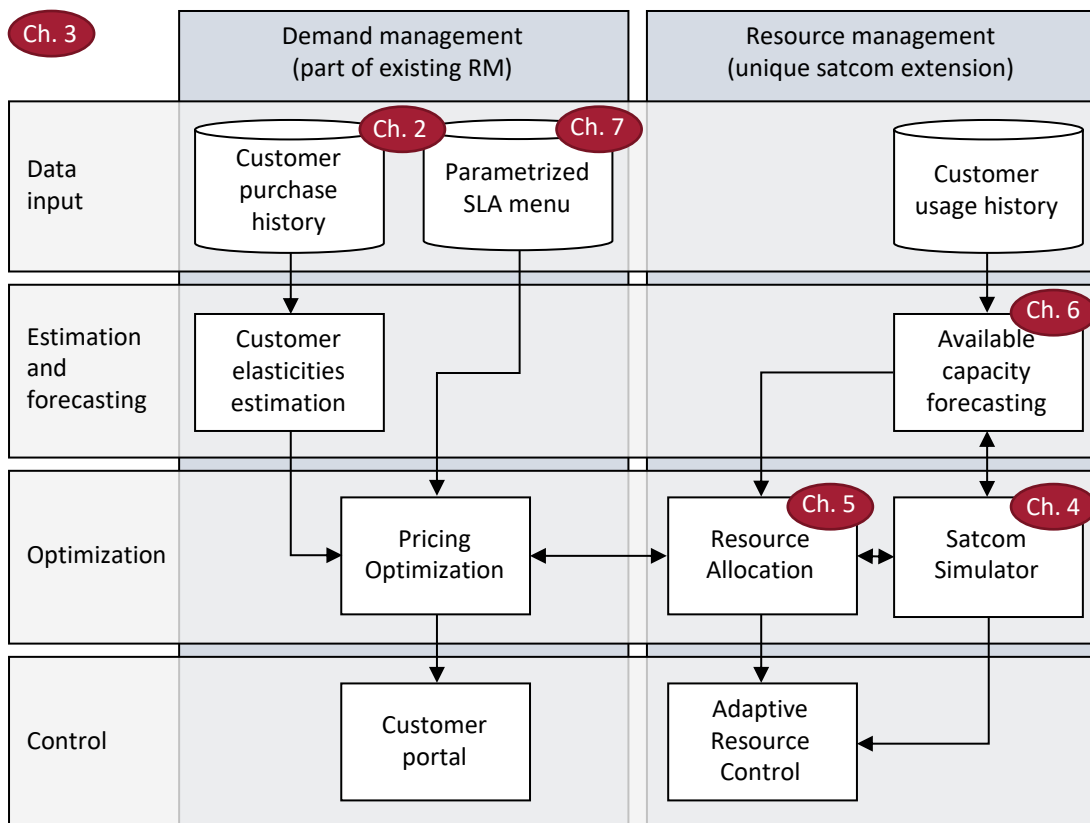 Ch. 3
Demand management
(part of existing RM)
Resource management
(unique satcom extension)
Data
input
Customer
purchase
history
Ch. 2
Parametrized
SLA menu
Ch. 7
Customer
usage history
Estimation
and
forecasting
Customer
elasticities
estimation
Available
capacity
forecasting
Ch. 6
Optimization
Pricing
Optimization
Resource
Allocation
Ch. 5
Satcom
Simulator
Ch. 4
Control
Customer
portal
Adaptive
Resource
Control